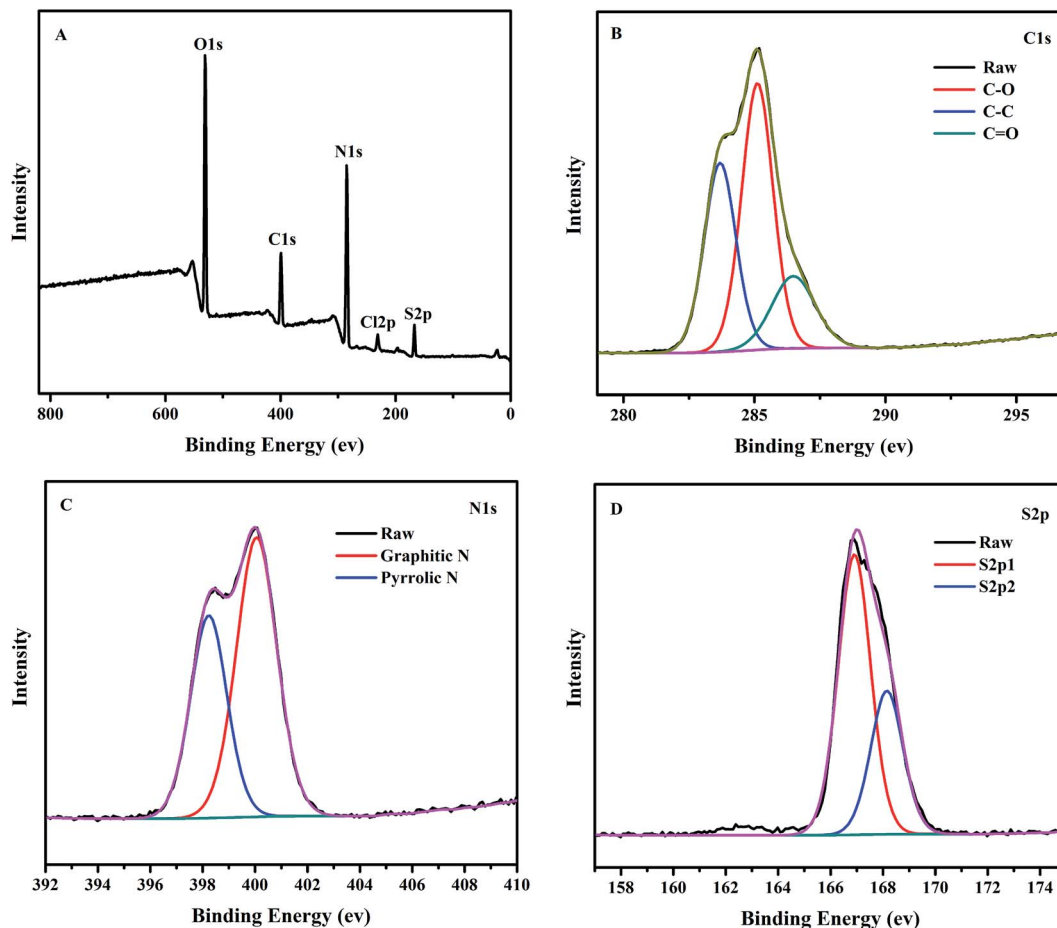 A
O1s
N1s
C1s
Cl2p
S2p
Intensity
800
600
400
200
0
Binding Energy (ev)
B
C1s
Raw
C-O
C-C
C=O
Intensity
280
285
290
295
Binding Energy (ev)
C
N1s
Raw
Graphitic N
Pyrrolic N
Intensity
392 394 396 398 400 402 404 406 408 410
Binding Energy (ev)
D
S2p
Raw
S2p1
S2p2
Intensity
158 160 162 164 166 168 170 172 174
Binding Energy (ev)